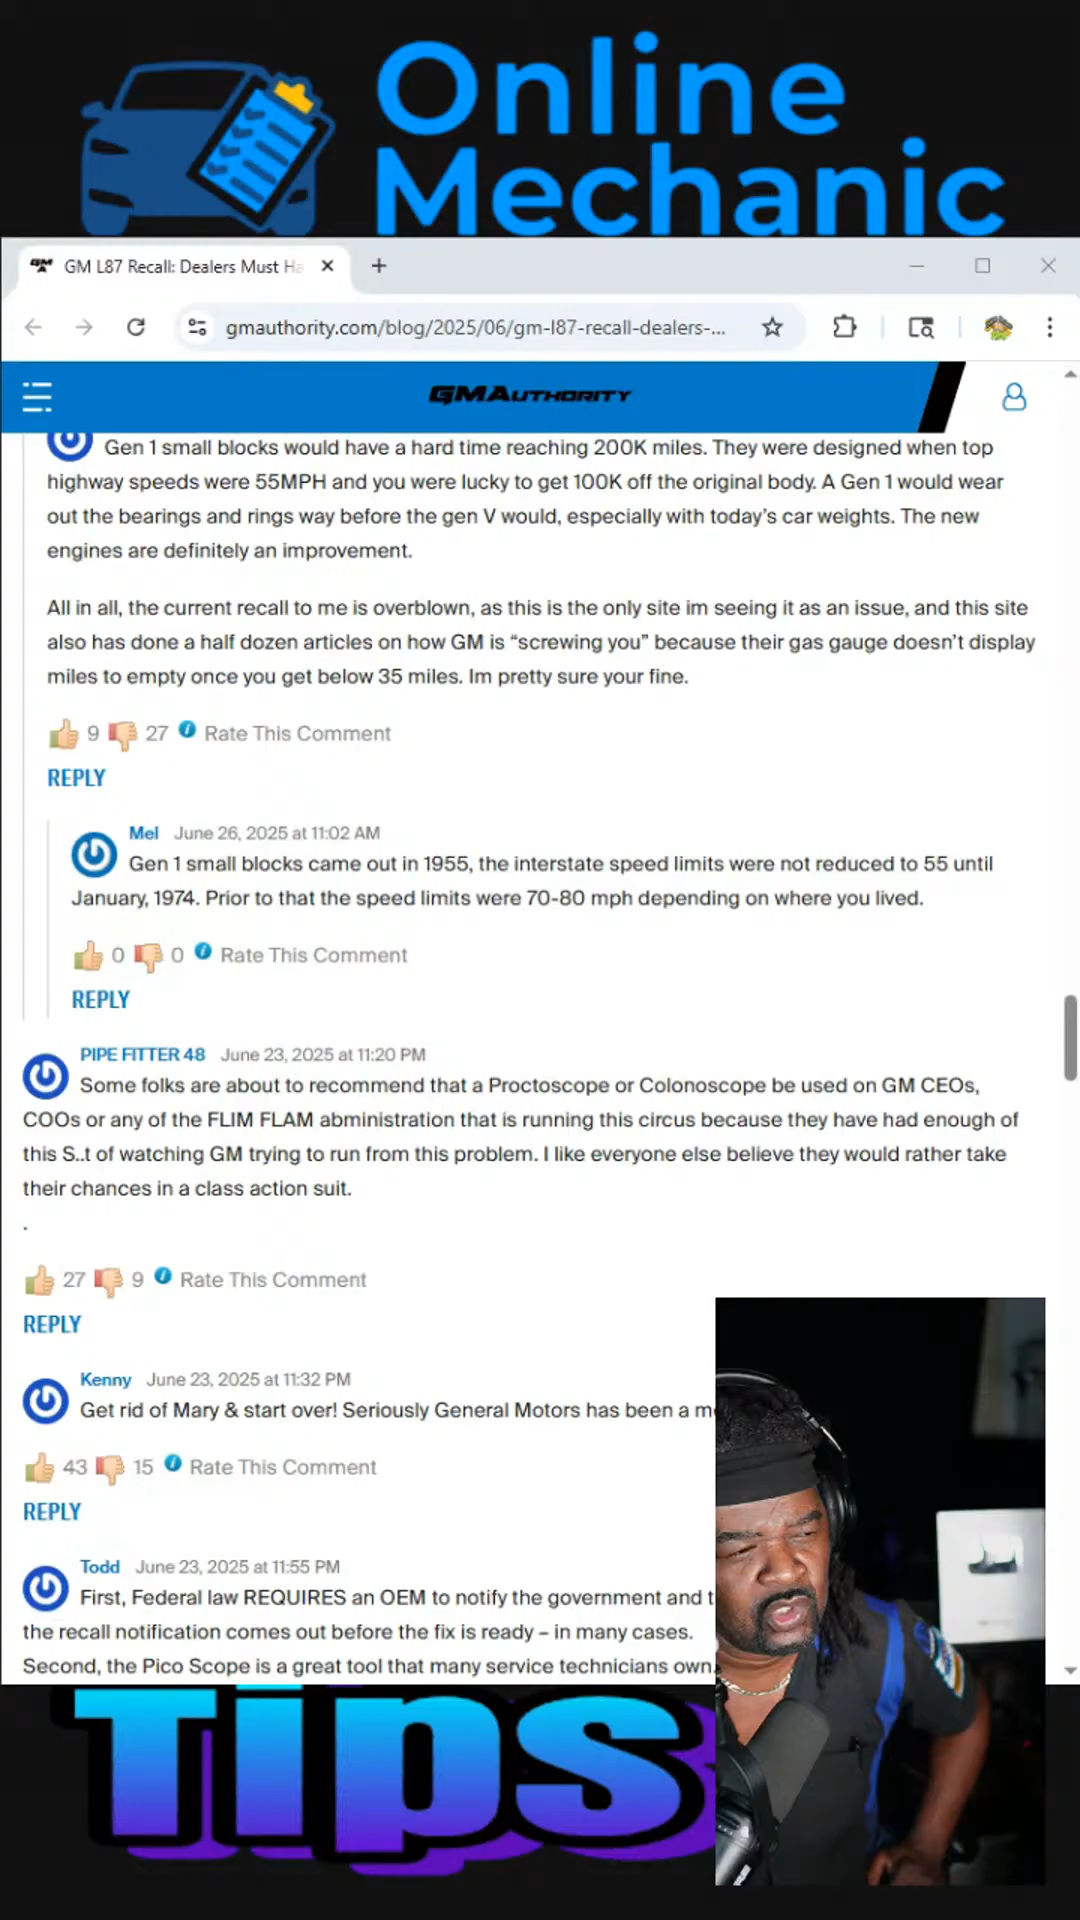 Online
Mechanic
GM L87 Recall: Dealers Must Ha
gmauthority.com/blog/2025/06/gm-l87-recall-dealers-...
GMAUTHORITY
Gen 1 small blocks would have a hard time reaching 200K miles. They were designed when top
highway speeds were 55MPH and you were lucky to get 100K off the original body. A Gen 1 would wear
out the bearings and rings way before the gen V would, especially with today's car weights. The new
engines are definitely an improvement.
All in all, the current recall to me is overblown, as this is the only site im seeing it as an issue, and this site
also has done a half dozen articles on how GM is “screwing you” because their gas gauge doesn't display
miles to empty once you get below 35 miles. Im pretty sure your fine.
9 27 Rate This Comment
REPLY
Mel June 26, 2025 at 11:02 AM
Gen 1 small blocks came out in 1955, the interstate speed limits were not reduced to 55 until
January, 1974. Prior to that the speed limits were 70-80 mph depending on where you lived.
0 0 Rate This Comment
REPLY
PIPE FITTER 48 June 23, 2025 at 11:20 PM
Some folks are about to recommend that a Proctoscope or Colonoscope be used on GM CEOs,
COOs or any of the FLIM FLAM abministration that is running this circus because they have had enough of
this S..t of watching GM trying to run from this problem. I like everyone else believe they would rather take
their chances in a class action suit.
.
27 9 Rate This Comment
REPLY
Kenny June 23, 2025 at 11:32 PM
Get rid of Mary & start over! Seriously General Motors has been a m
43 15 Rate This Comment
REPLY
Todd June 23, 2025 at 11:55 PM
First, Federal law REQUIRES an OEM to notify the government and t
the recall notification comes out before the fix is ready – in many cases.
Second, the Pico Scope is a great tool that many service technicians own.
Tips